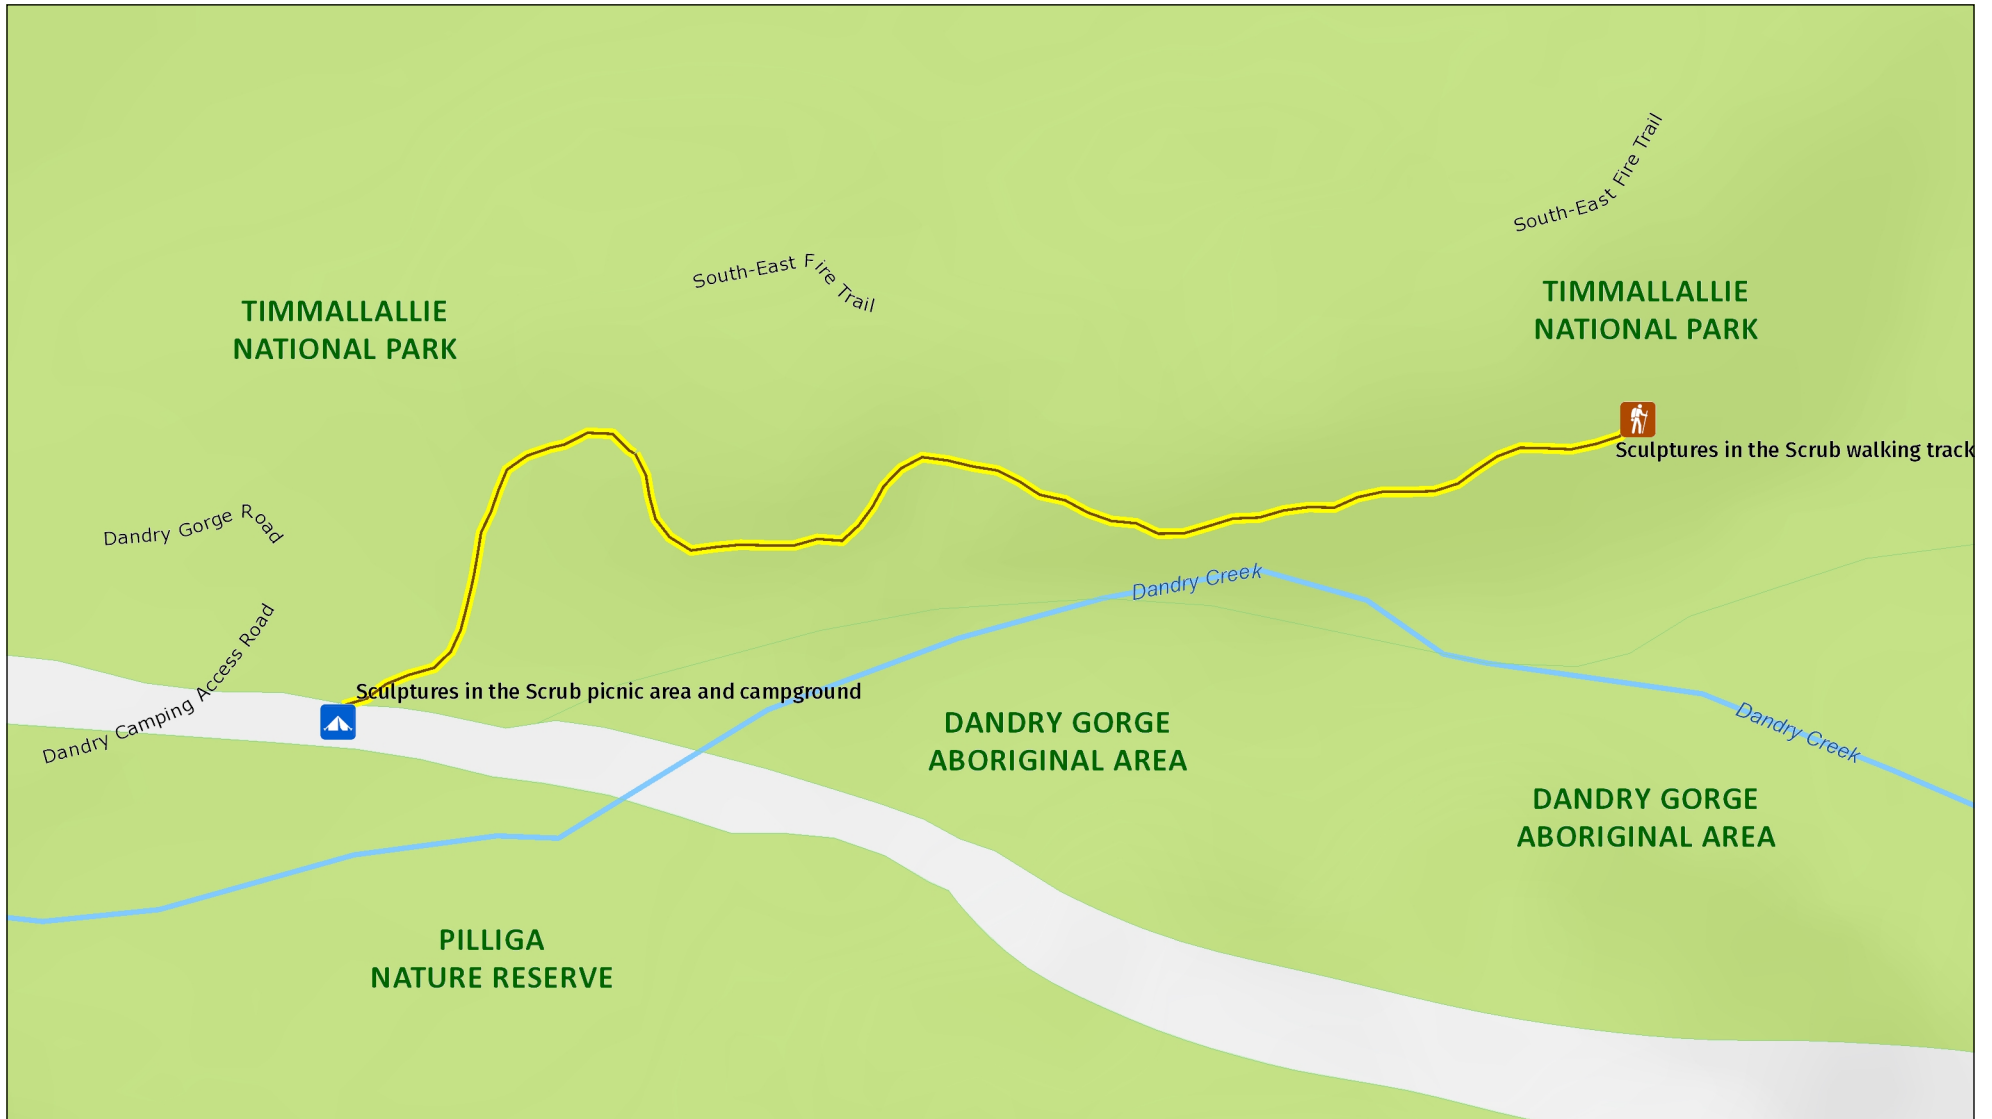 South-East Fire Trail
South-East Fire Trail
TIMMALLALLIE
NATIONAL PARK
TIMMALLALLIE
NATIONAL PARK
Sculptures in the Scrub walking track
Dandry Gorge Road
Dandry Creek
Dandry Camping Access Road
Sculptures in the Scrub picnic area and campground
DANDRY GORGE
ABORIGINAL AREA
Dandry Creek
DANDRY GORGE
ABORIGINAL AREA
PILLIGA
NATURE RESERVE